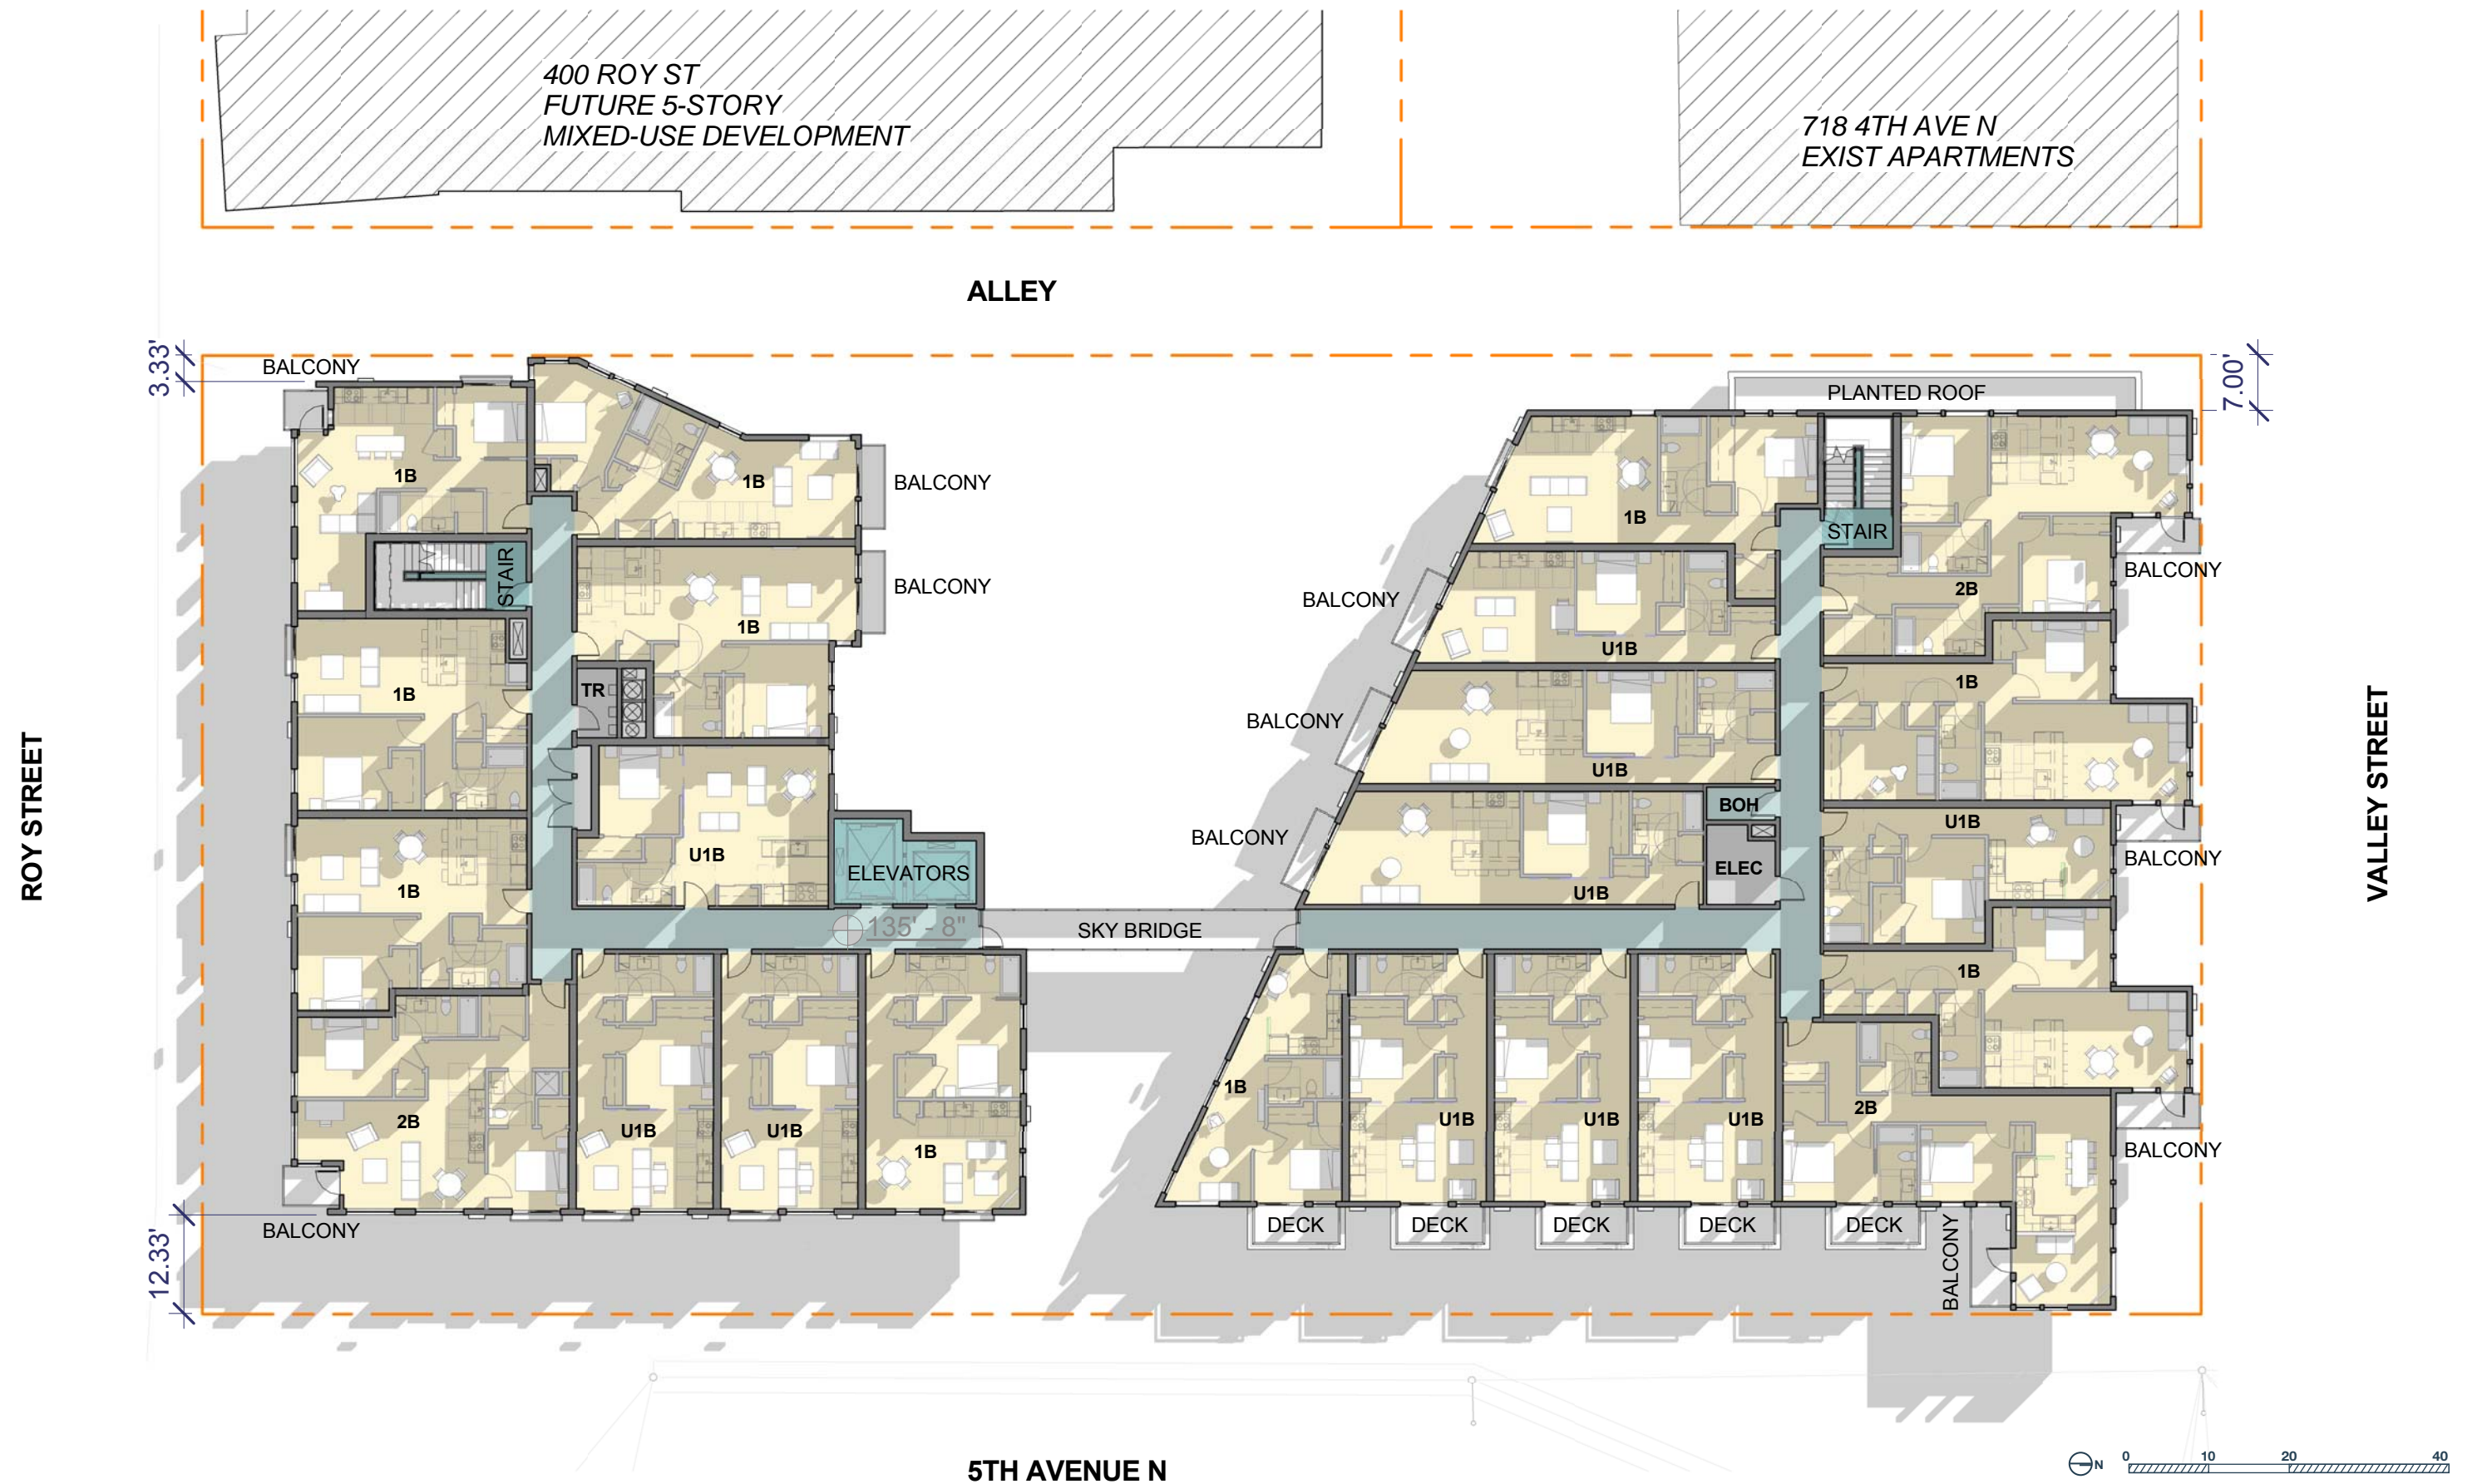 400 ROY ST
FUTURE 5-STORY
MIXED-USE DEVELOPMENT
718 4TH AVE N
EXIST APARTMENTS
ALLEY
3.33'
BALCONY
7.00'
PLANTED ROOF
1B
1B
BALCONY
1B
STAIR
STAIR
BALCONY
BALCONY
BALCONY
2B
1B
U1B
1B
TR
1B
BALCONY
U1B
BOH
U1B
BALCONY
U1B
ELEVATORS
ELEC
BALCONY
1B
U1B
ROY STREET
VALLEY STREET
135' - 8"
SKY BRIDGE
1B
1B
2B
2B
U1B
U1B
1B
U1B
U1B
U1B
BALCONY
BALCONY
DECK
DECK
DECK
DECK
DECK
BALCONY
12.33'
5TH AVENUE N
N
0
10
20
40